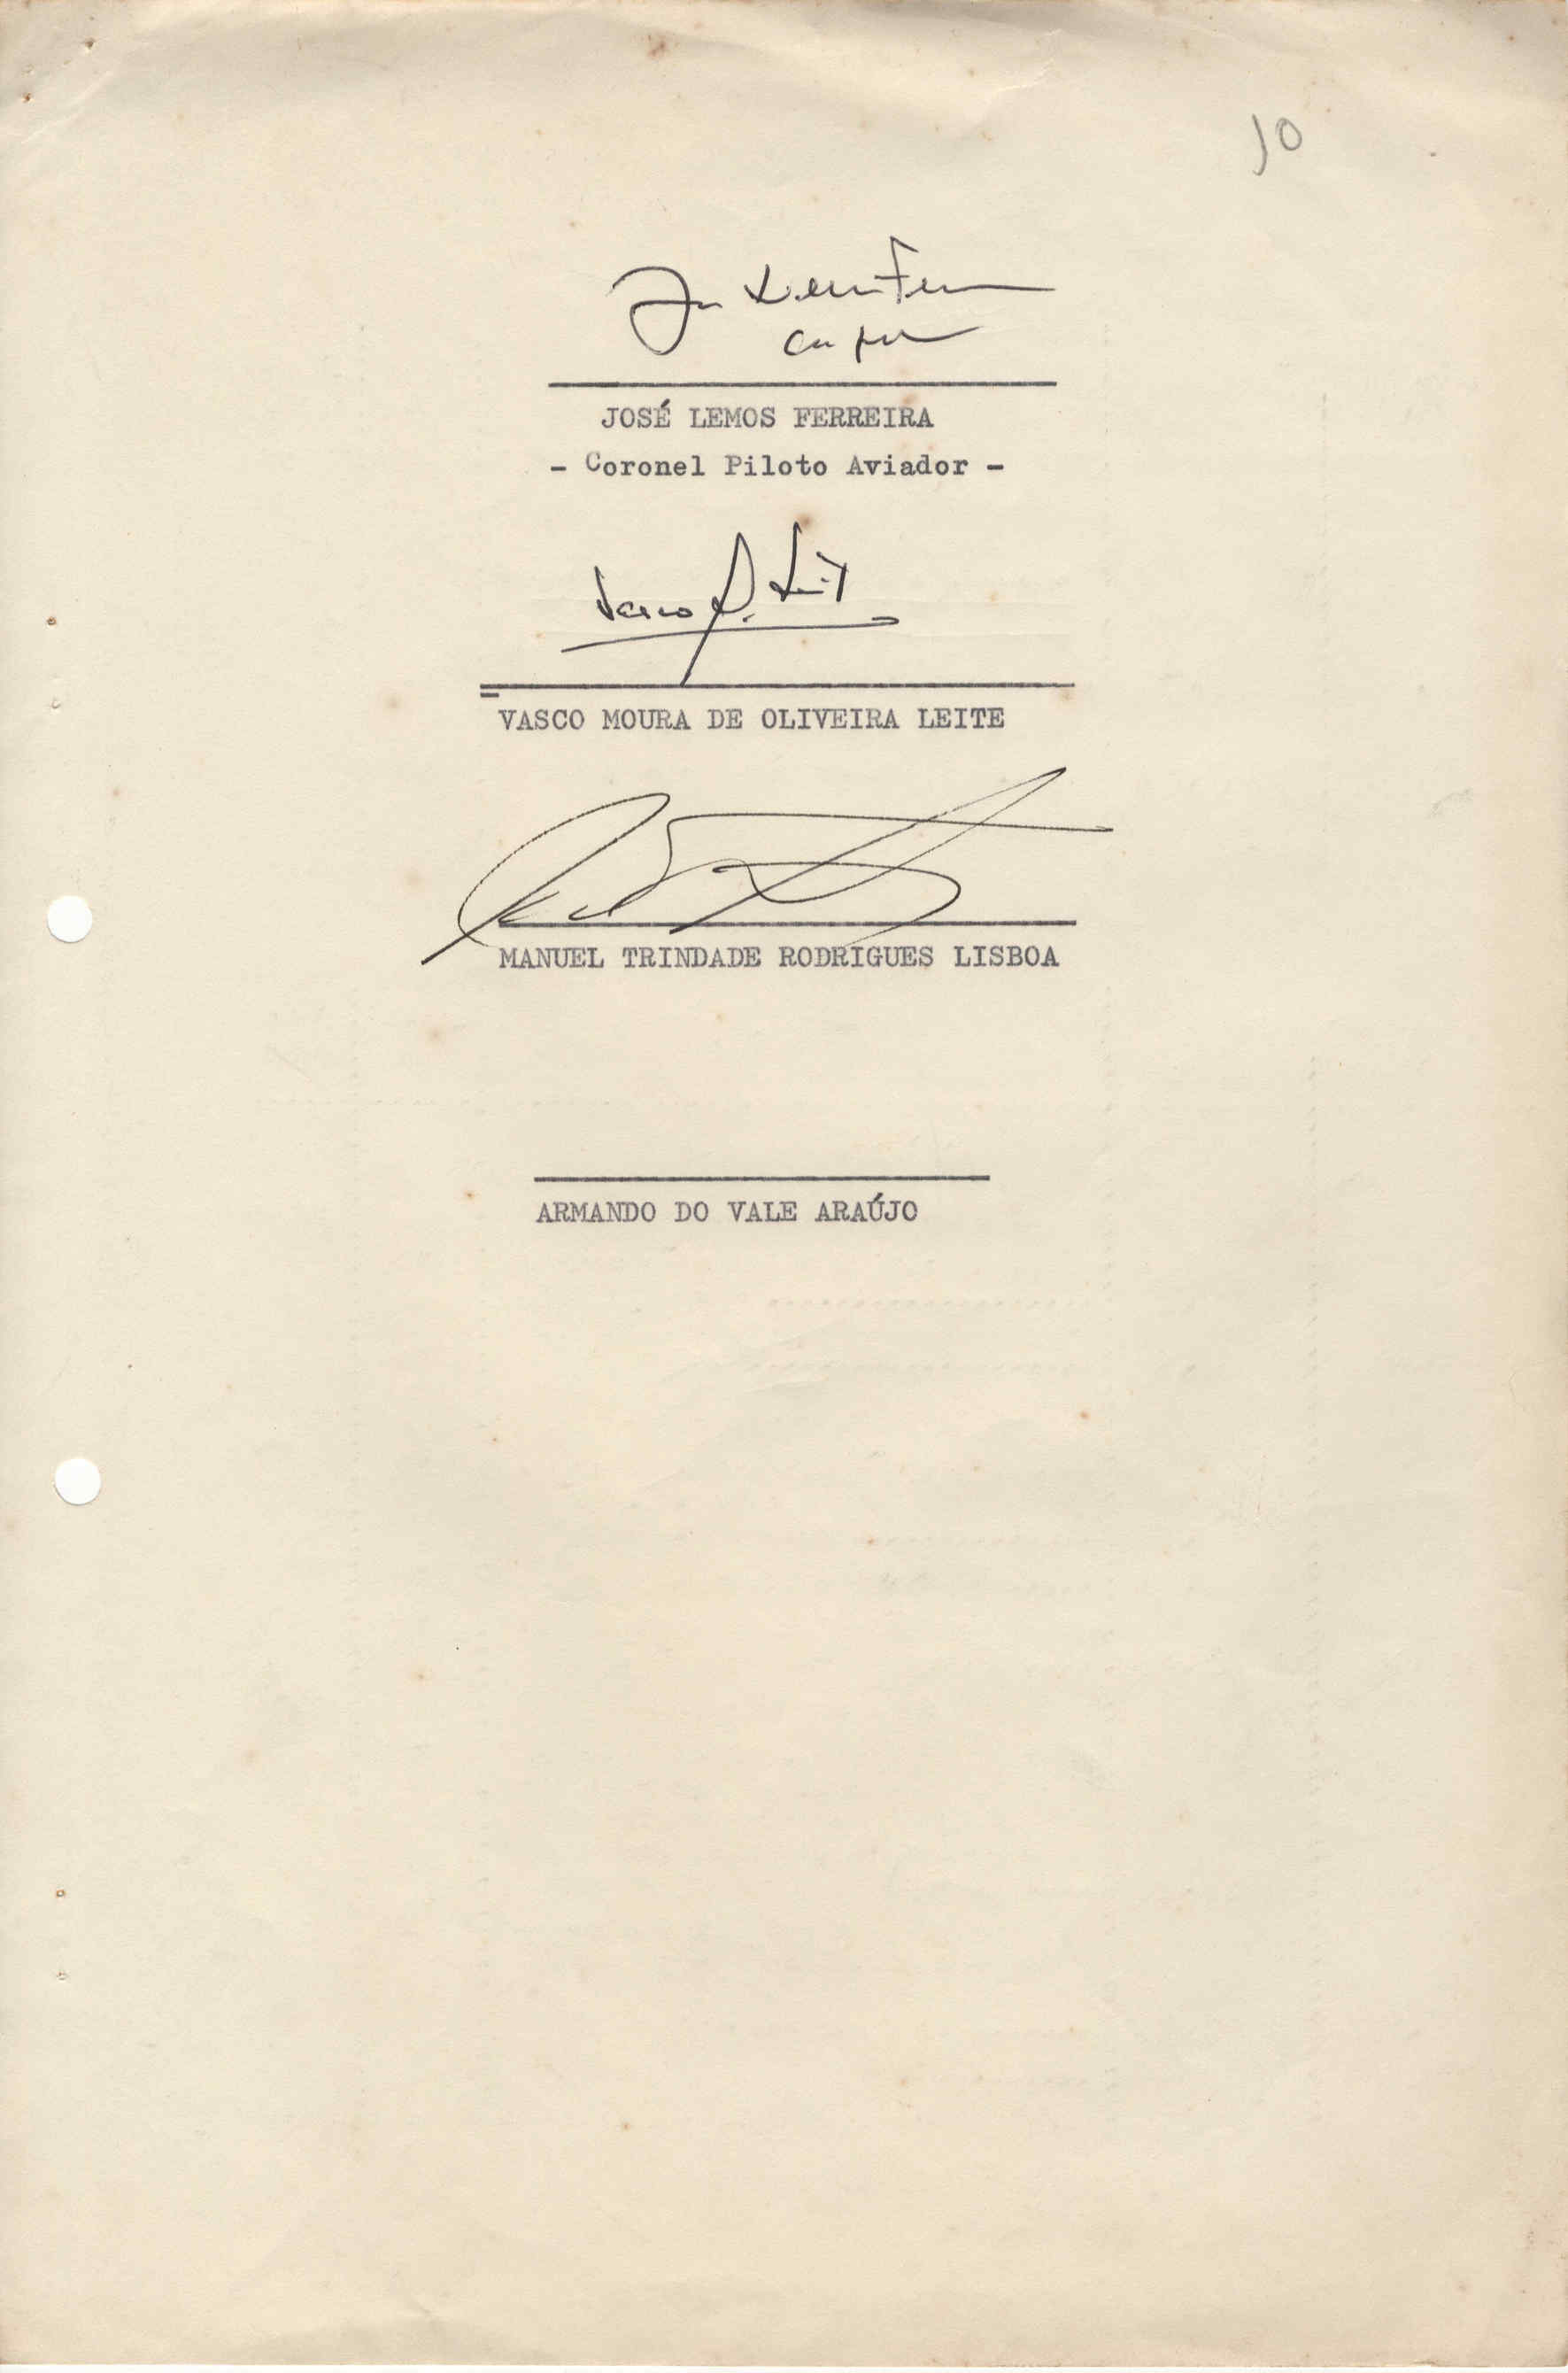 10
JOSÉ LEMOS FERREIRA
- Coronel Piloto Aviador -
Vasco
VASCO MOURA DE OLIVEIRA LEITE
MANUEL TRINDADE RODRIGUES LISBOA
ARMANDO DO VALE ARAÚJO